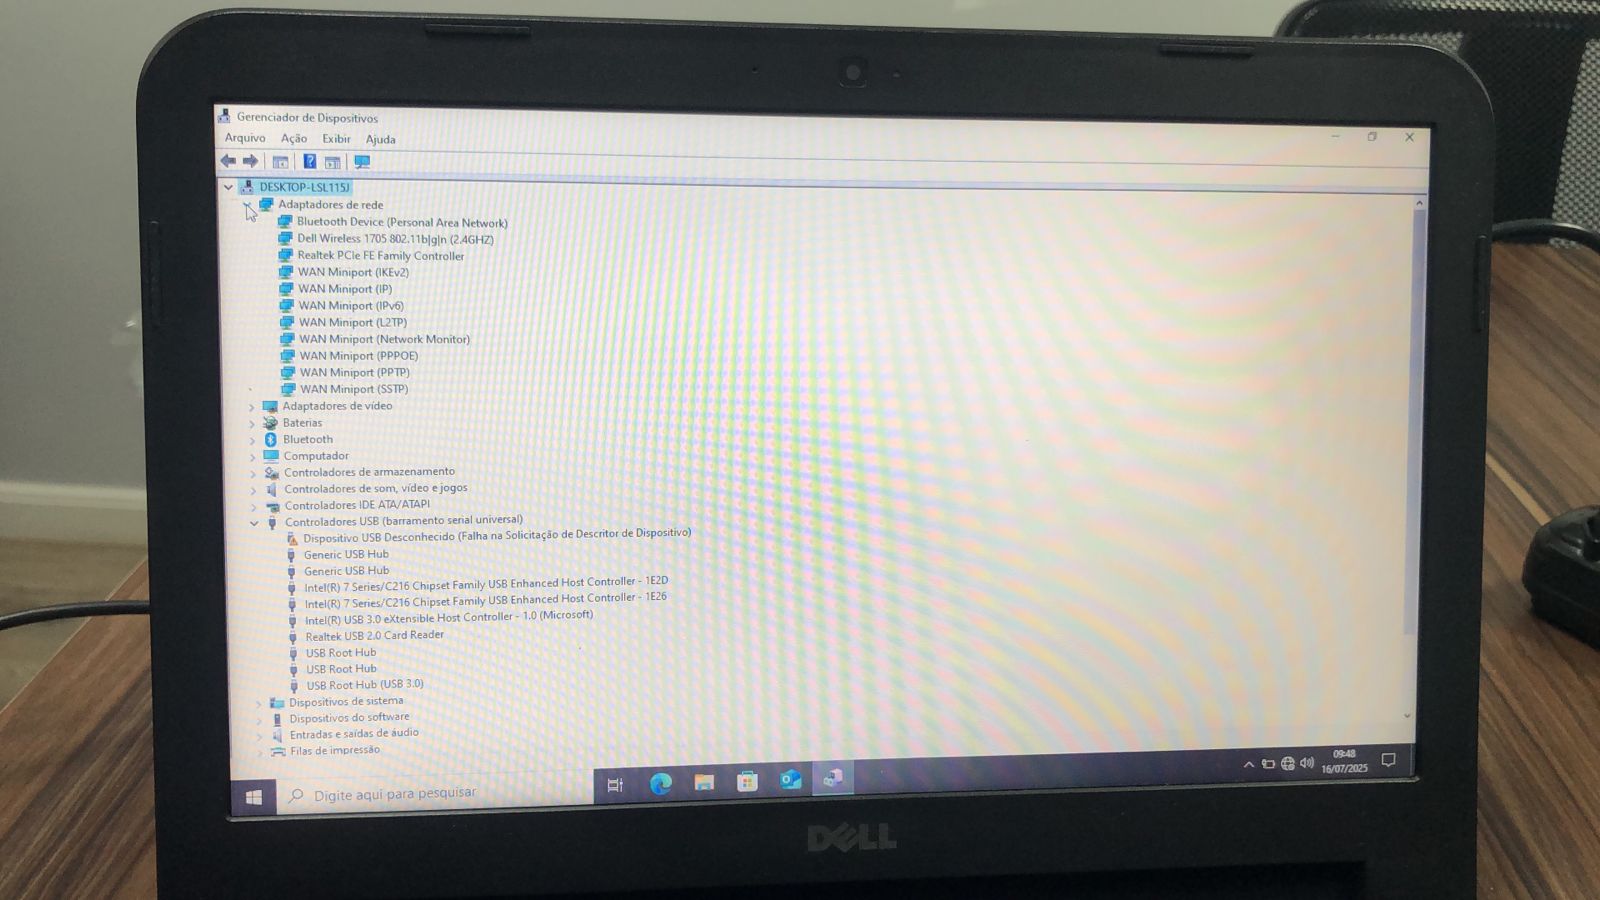 Gerenciador de Dispositivos
Arquivo Ação Exibir Ajuda
DESKTOP-LSL115J
Adaptadores de rede
Bluetooth Device (Personal Area Network)
Dell Wireless 1705 802.11b|g|n (2.4GHZ)
Realtek PCIe FE Family Controller
WAN Miniport (IKEv2)
WAN Miniport (IP)
WAN Miniport (IPv6)
WAN Miniport (L2TP)
WAN Miniport (Network Monitor)
WAN Miniport (PPPOE)
WAN Miniport (PPTP)
WAN Miniport (SSTP)
Adaptadores de vídeo
Baterias
Bluetooth
Computador
Controladores de armazenamento
Controladores de som, vídeo e jogos
Controladores IDE ATA/ATAPI
Controladores USB (barramento serial universal)
Dispositivo USB Desconhecido (Falha na Solicitação de Descritor de Dispositivo)
Generic USB Hub
Generic USB Hub
Intel(R) 7 Series/C216 Chipset Family USB Enhanced Host Controller - 1E2D
Intel(R) 7 Series/C216 Chipset Family USB Enhanced Host Controller - 1E26
Intel(R) USB 3.0 eXtensible Host Controller - 1.0 (Microsoft)
Realtek USB 2.0 Card Reader
USB Root Hub
USB Root Hub
USB Root Hub (USB 3.0)
Dispositivos de sistema
Dispositivos do software
Entradas e saídas de áudio
Filas de impressão
Digite aqui para pesquisar
09:48
16/07/2025
DELL